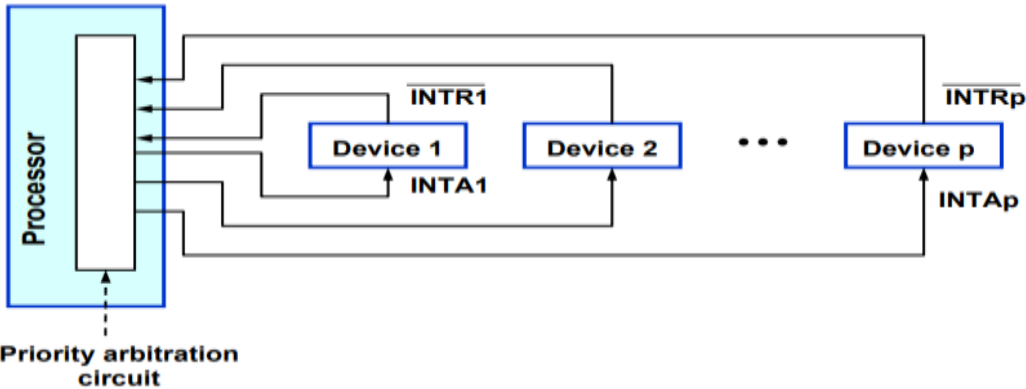 INTR1
INTRp
Device 1
Device 2
Device p
INTA1
INTAp
Processor
Priority arbitration
circuit